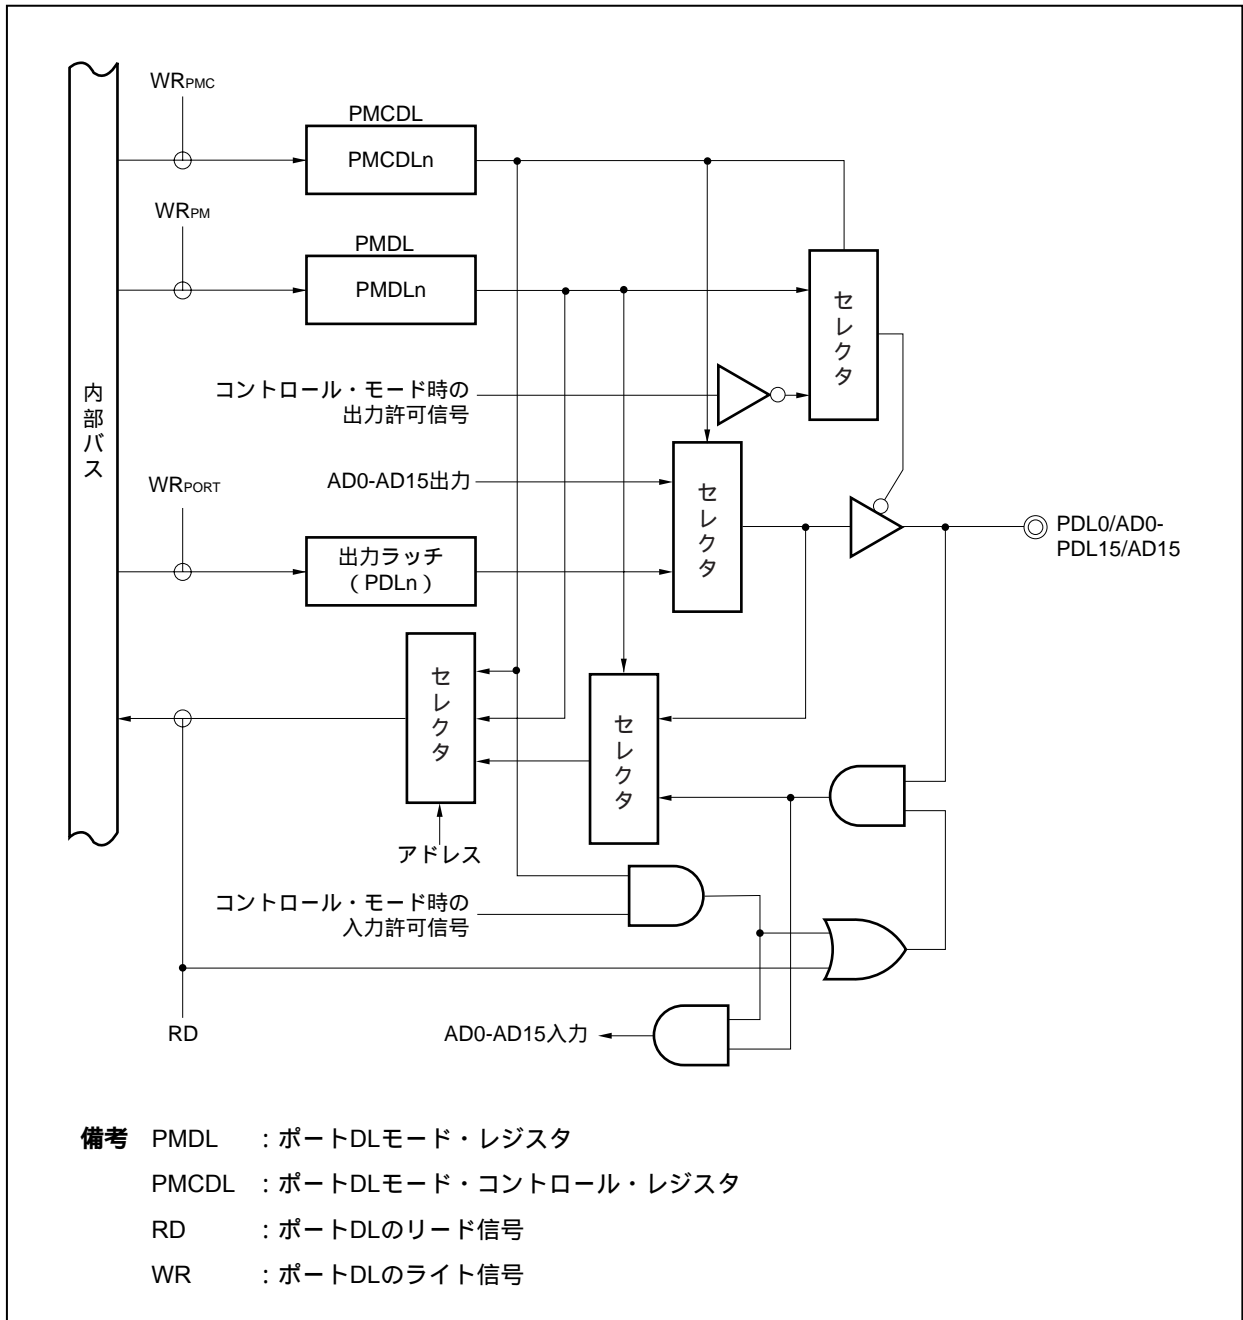 WRPMC
PMCDL
PMCDLn
WRPM
PMDL
PMDLn
セレクタ
内部バス
コントロール・モード時の
出力許可信号
AD0-AD15出力
セレクタ
WRPORT
出力ラッチ
（PDLn）
PDL0/AD0-
PDL15/AD15
セレクタ
セレクタ
アドレス
コントロール・モード時の
入力許可信号
RD
AD0-AD15入力
備考 PMDL ：ポートDLモード・レジスタ
PMCDL ：ポートDLモード・コントロール・レジスタ
RD ：ポートDLのリード信号
WR ：ポートDLのライト信号